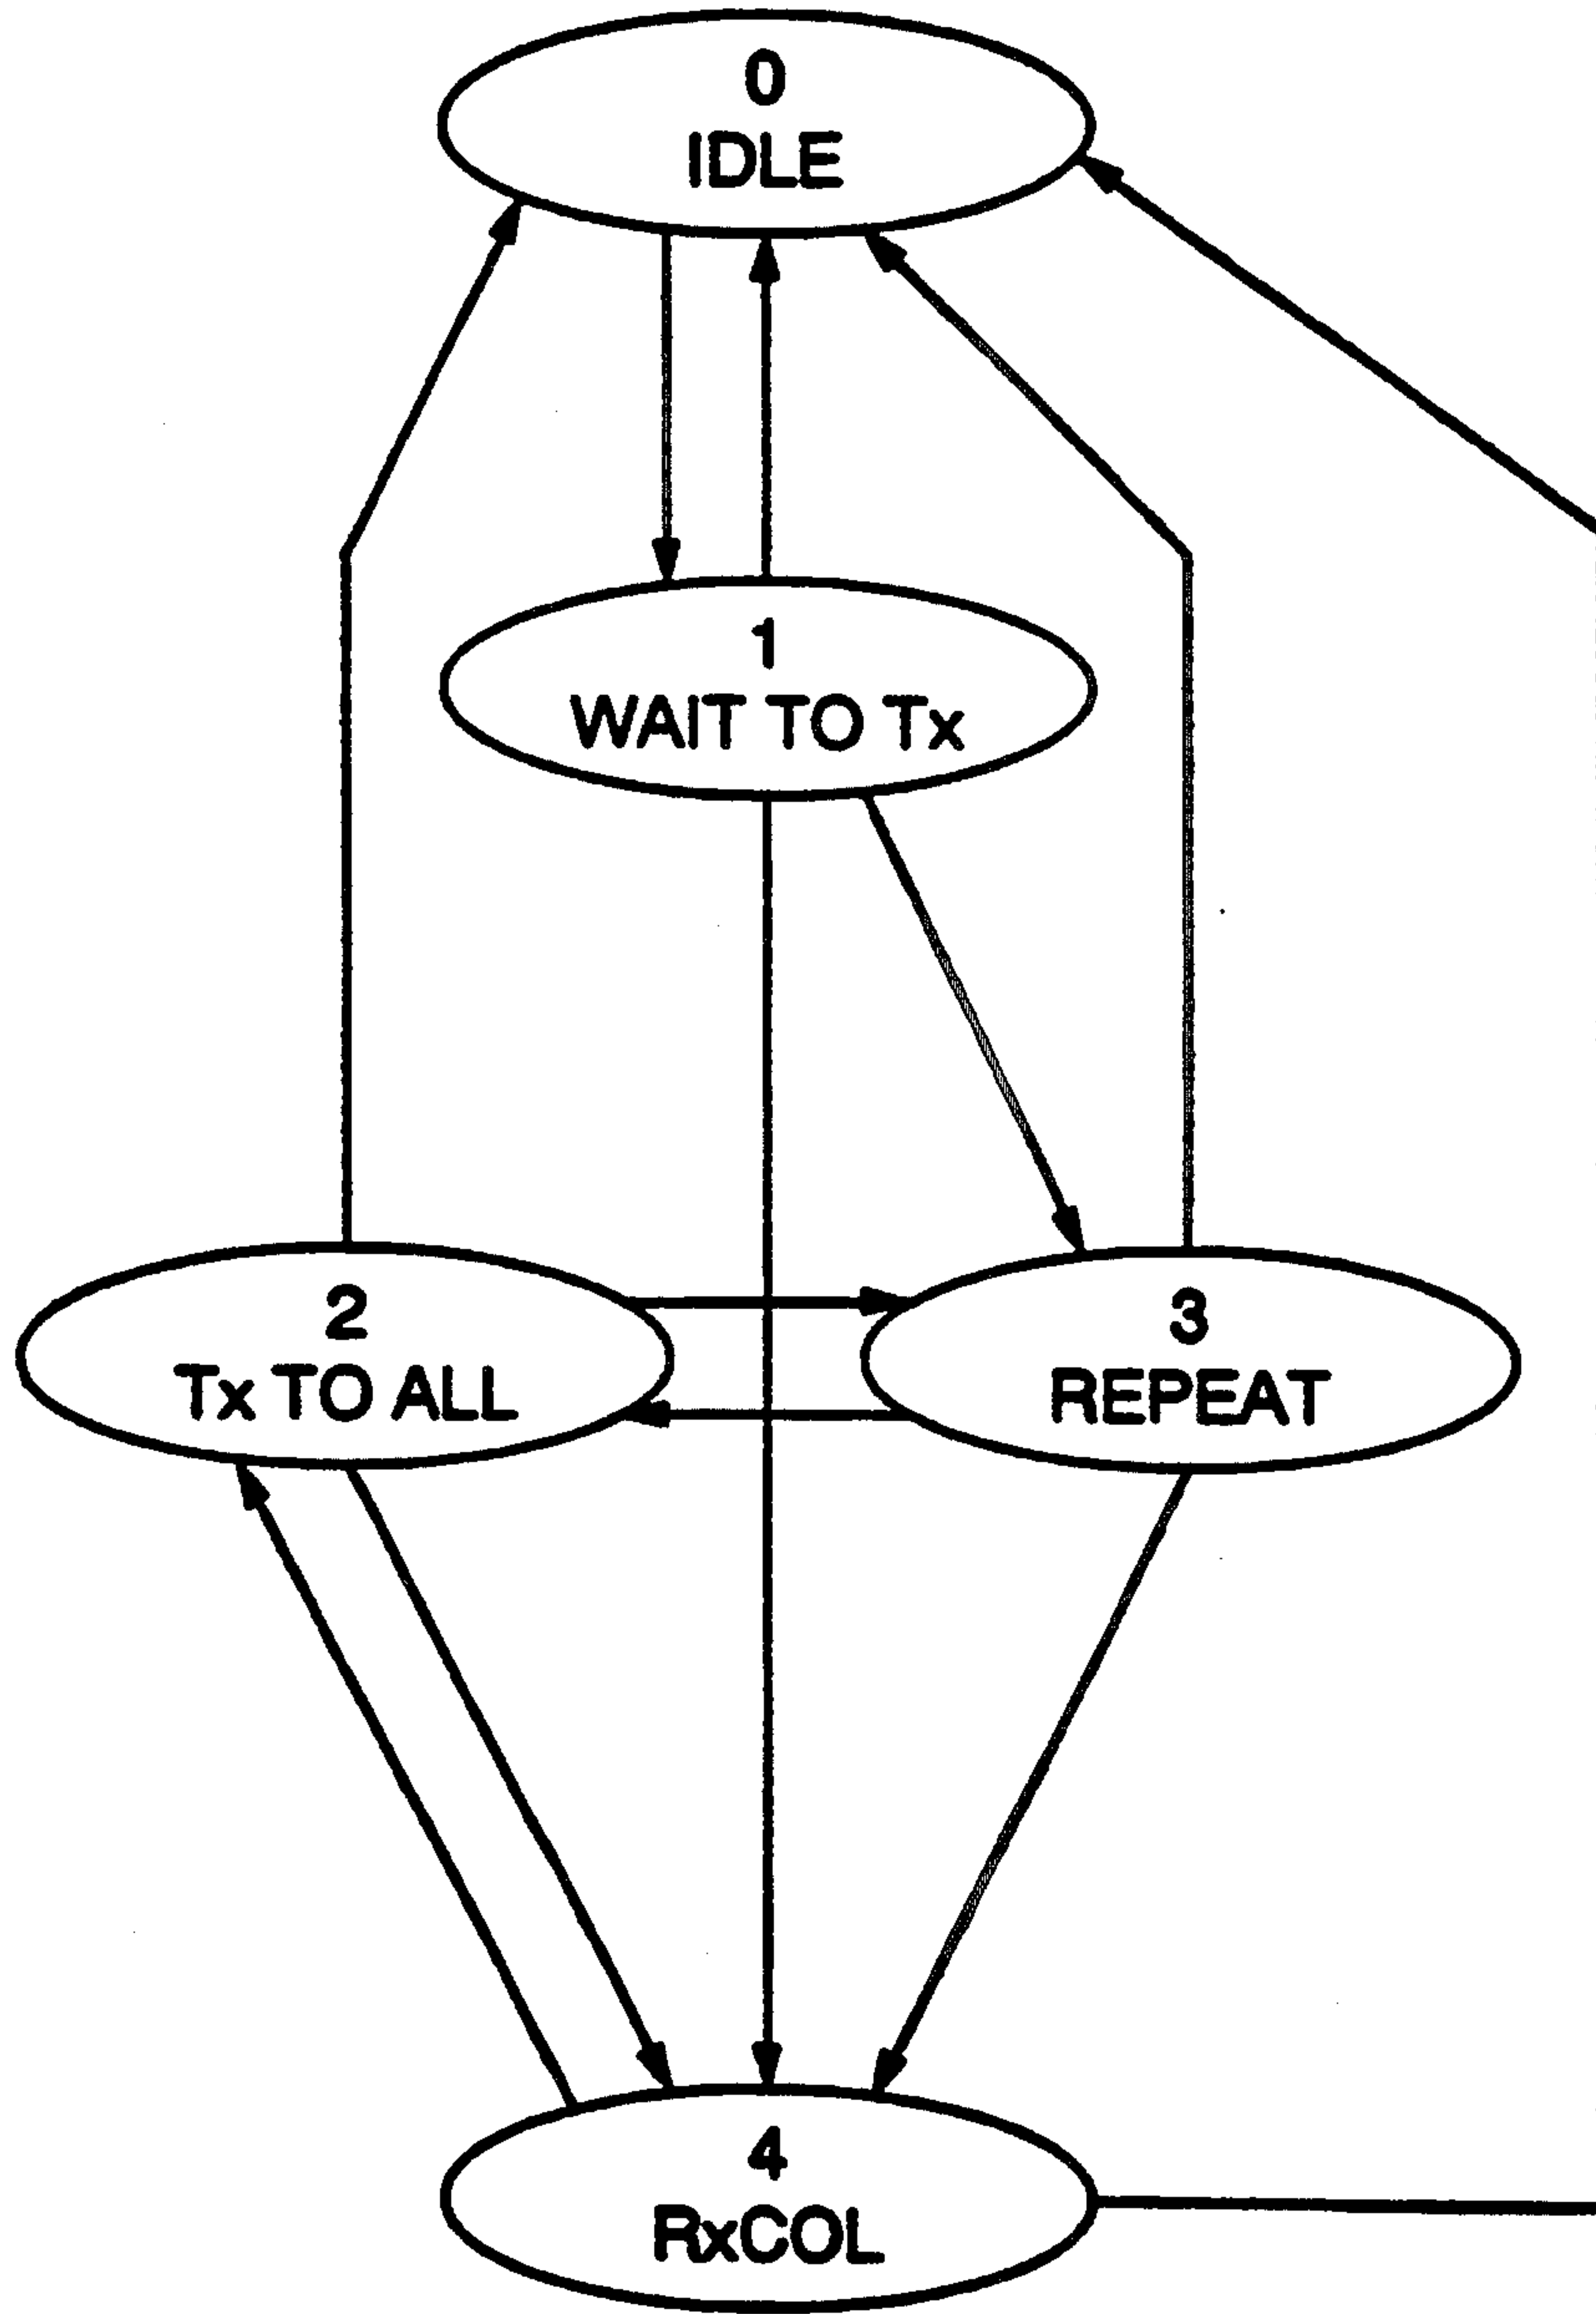 0
IDLE
1
WAIT TO Tx
2
Tx TO ALL
3
REPEAT
4
RxCOL